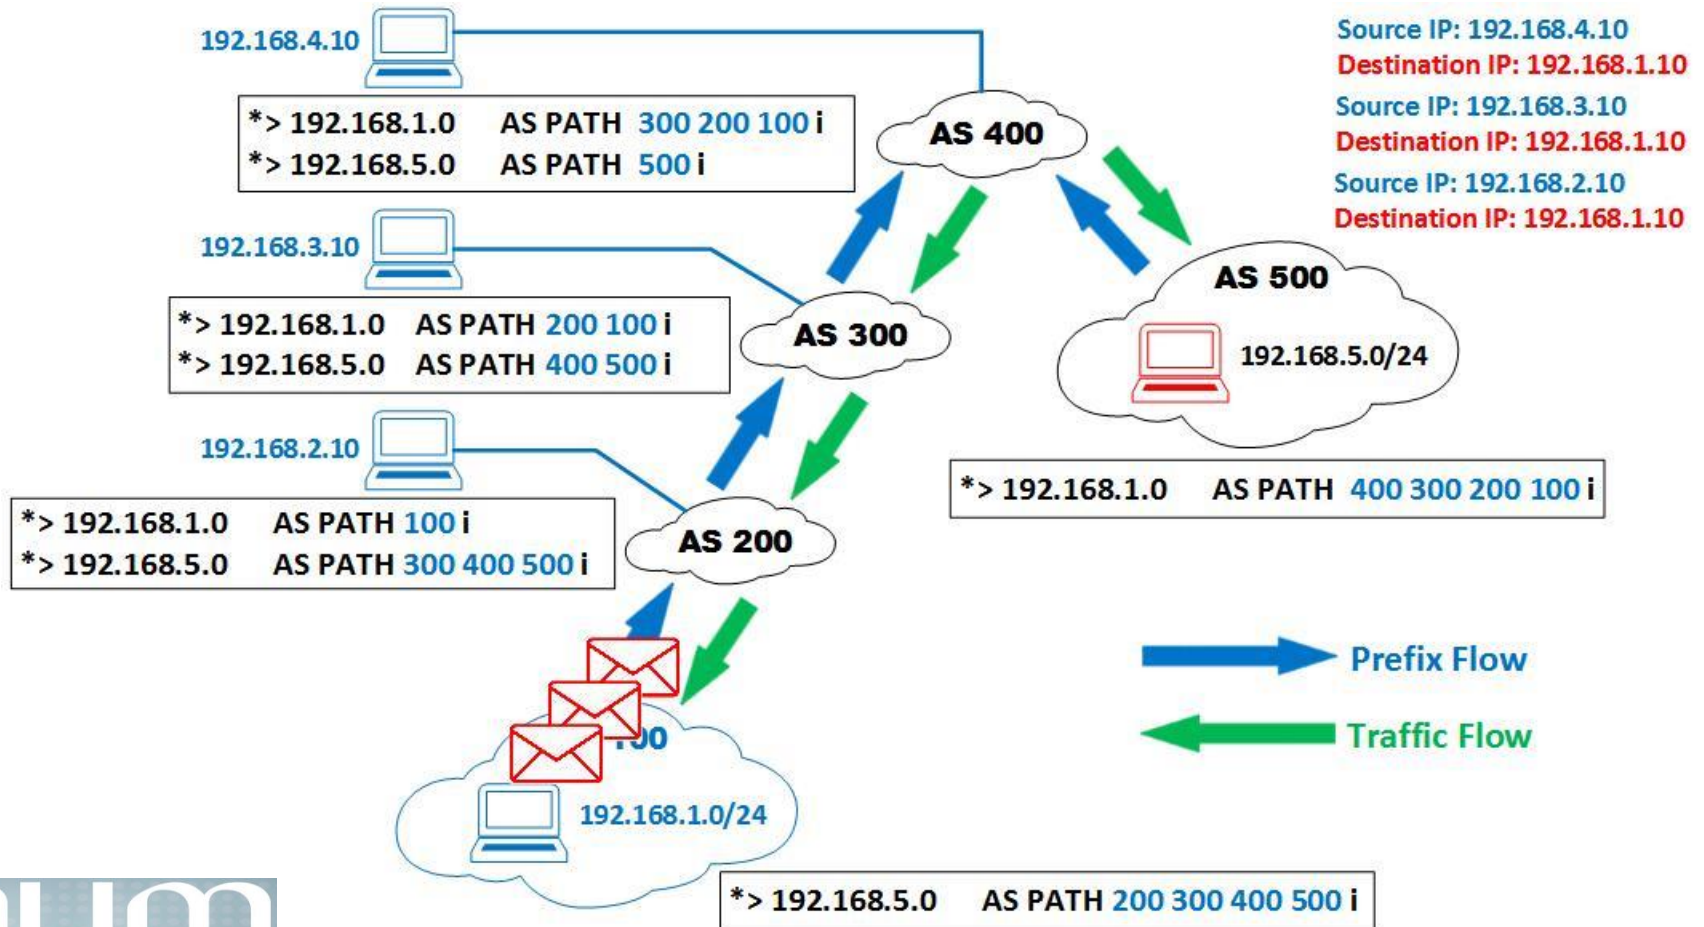 192.168.4.10
Source IP: 192.168.4.10
Destination IP: 192.168.1.10
Source IP: 192.168.3.10
Destination IP: 192.168.1.10
Source IP: 192.168.2.10
Destination IP: 192.168.1.10
*> 192.168.1.0 AS PATH 300 200 100 i
*> 192.168.5.0 AS PATH 500 i
AS 400
192.168.3.10
*> 192.168.1.0 AS PATH 200 100 i
*> 192.168.5.0 AS PATH 400 500 i
AS 300
AS 500
192.168.5.0/24
*> 192.168.1.0 AS PATH 400 300 200 100 i
192.168.2.10
*> 192.168.1.0 AS PATH 100 i
*> 192.168.5.0 AS PATH 300 400 500 i
AS 200
Prefix Flow
Traffic Flow
192.168.1.0/24
*> 192.168.5.0 AS PATH 200 300 400 500 i